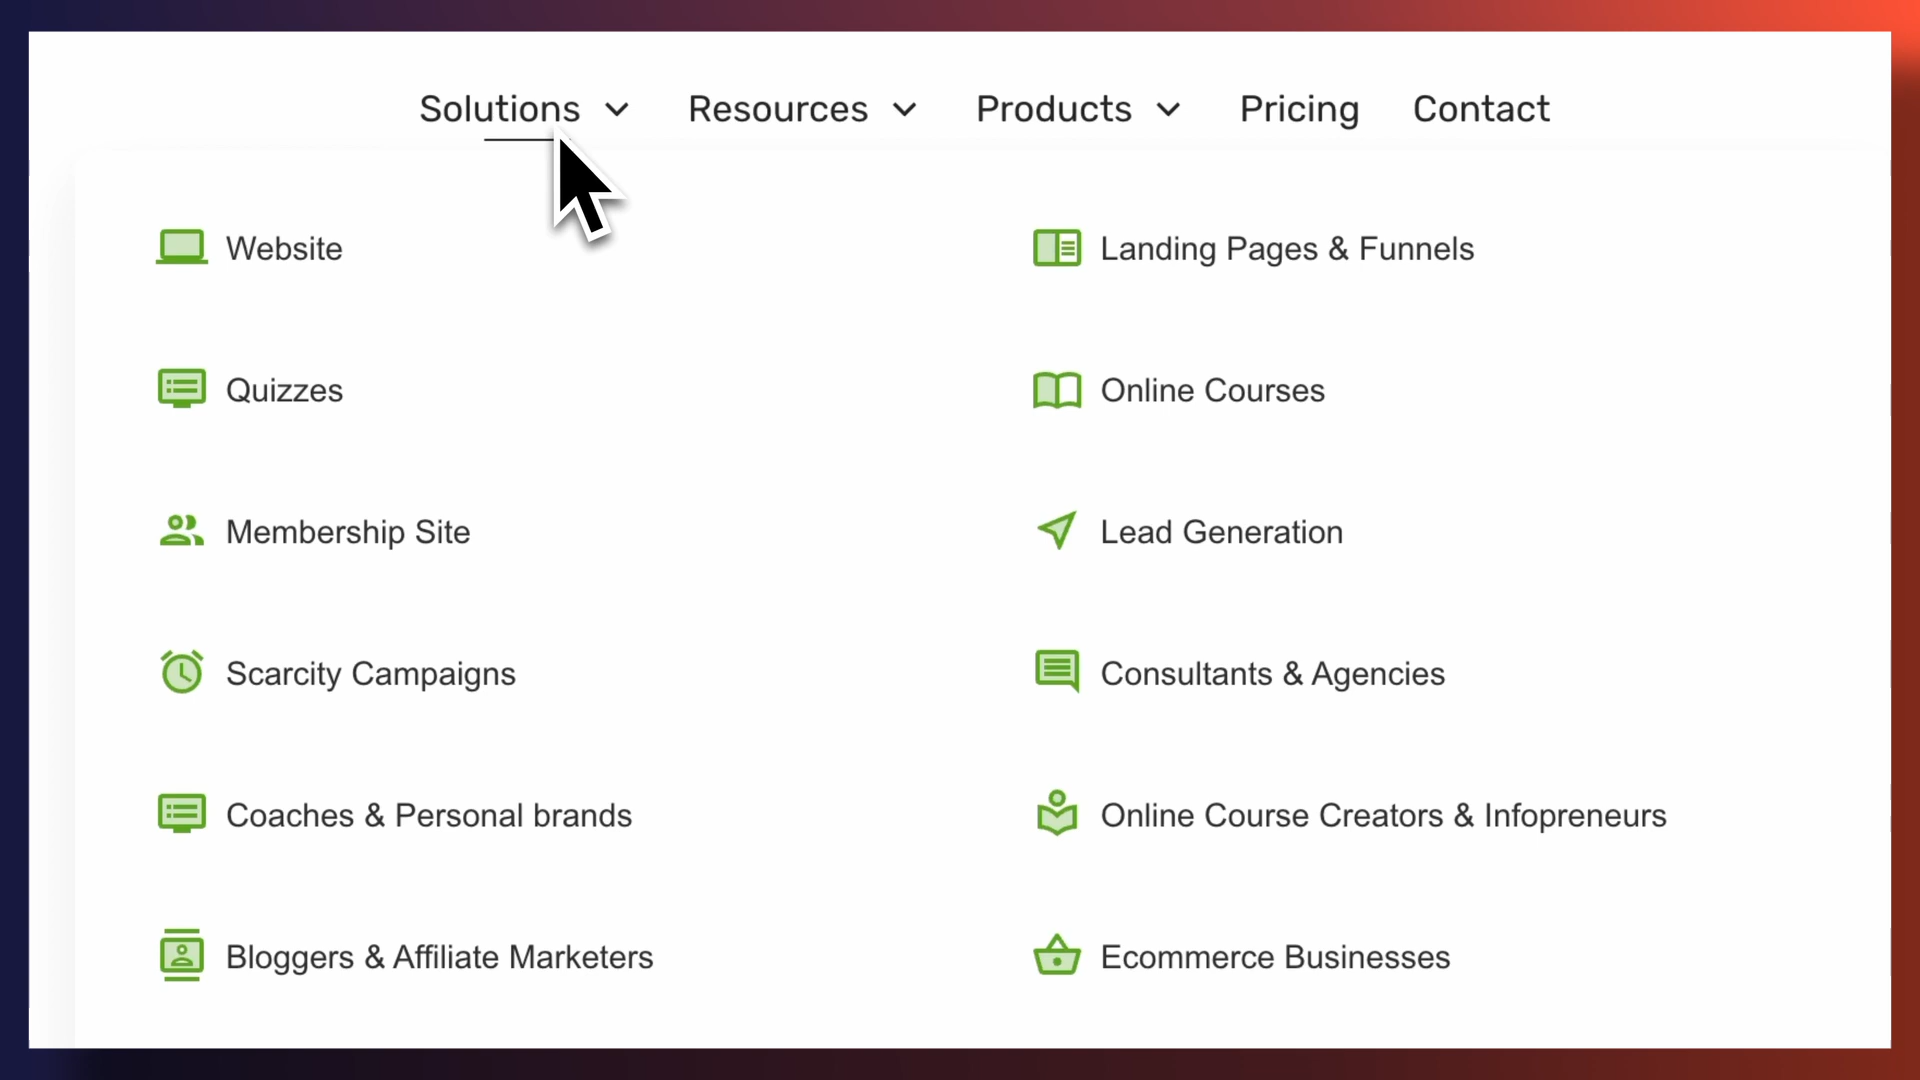 Solutions Resources Products Pricing Contact
Website
Landing Pages & Funnels
Quizzes
Online Courses
Membership Site
Lead Generation
Scarcity Campaigns
Consultants & Agencies
Coaches & Personal brands
Online Course Creators & Infopreneurs
Bloggers & Affiliate Marketers
Ecommerce Businesses